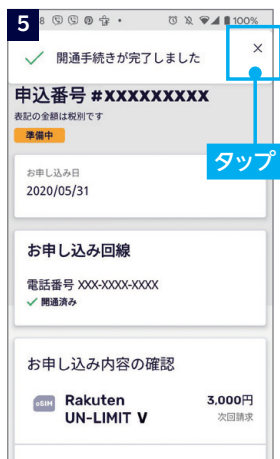 5
8
100%
開通手続きが完了しました
×
申込番号 #XXXXXXXXX
表記の金額は税別です
準備中
タップ
お申し込み日
2020/05/31
お申し込み回線
電話番号 XXX-XXXX-XXXX
開通済み
お申し込み内容の確認
eSIM
Rakuten
UN-LIMIT V
3,000円
次回請求